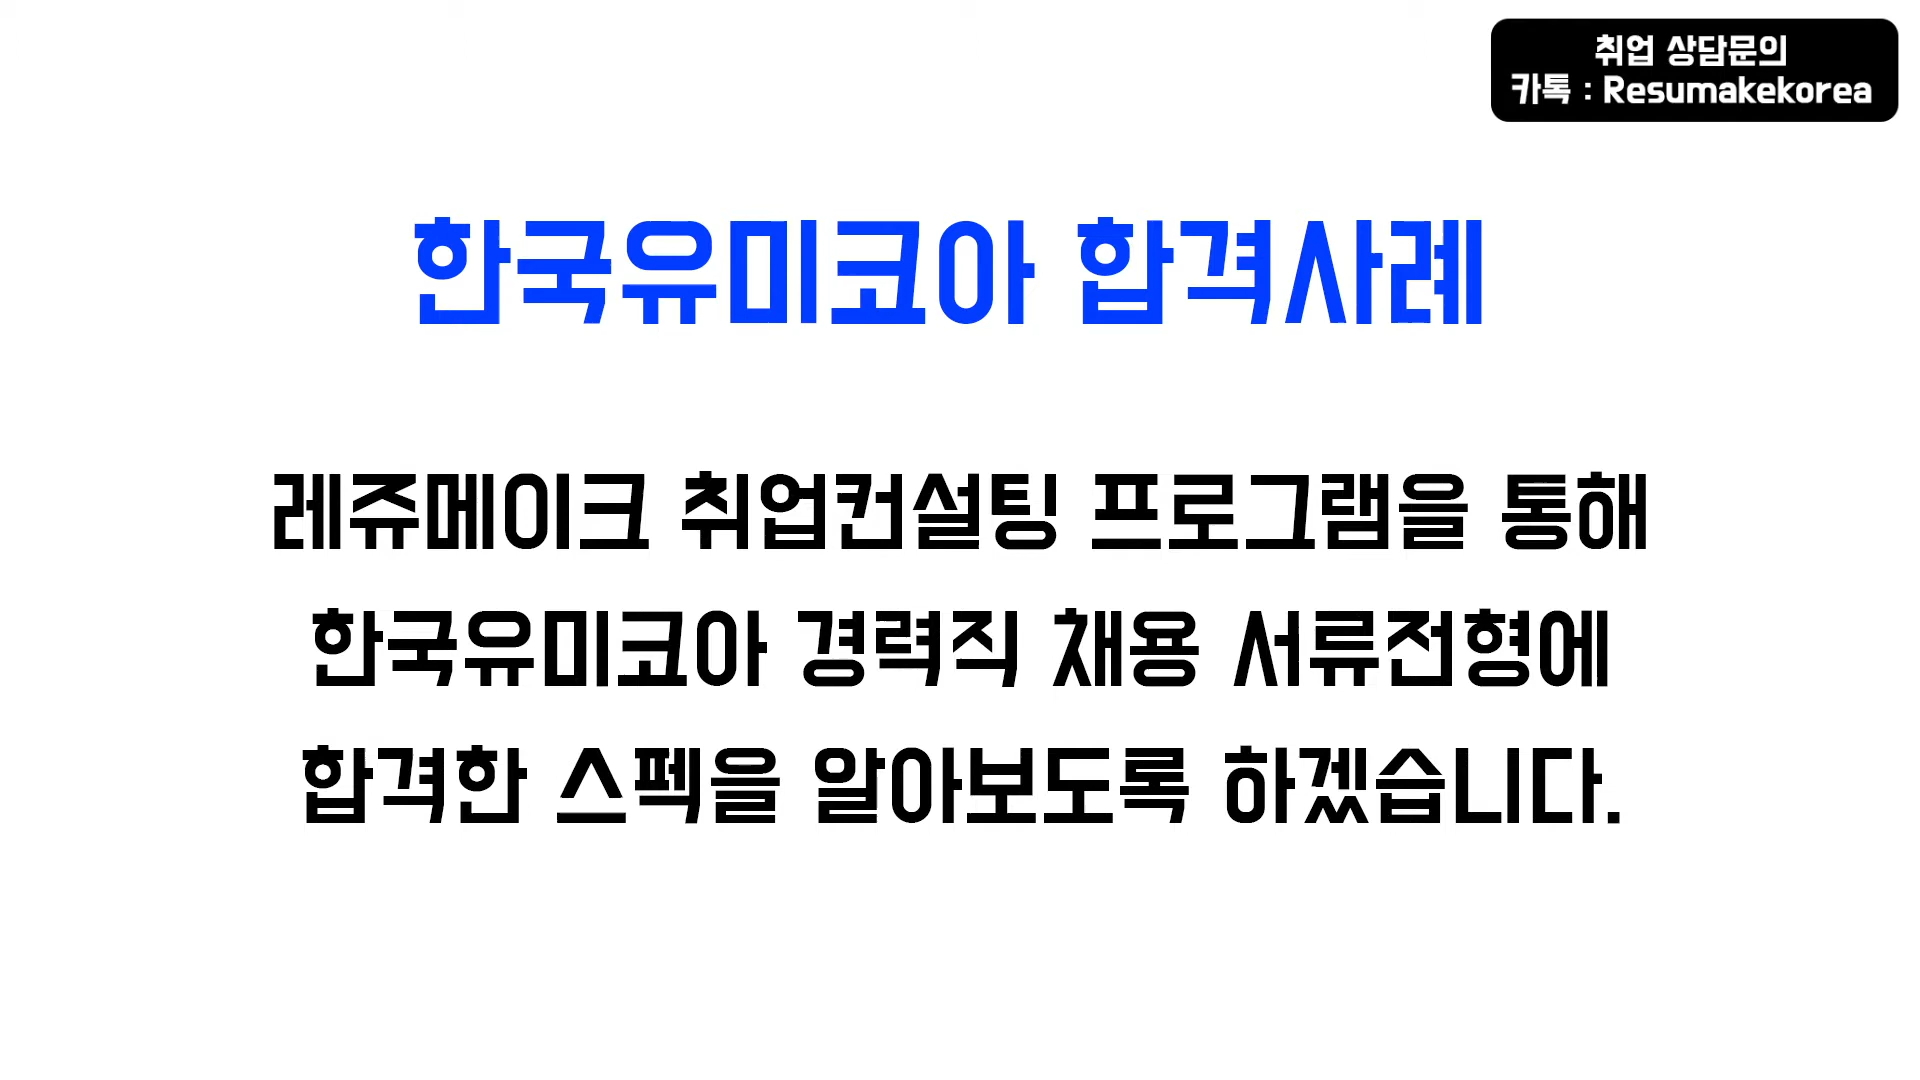 취업 상담문의
카톡 : Resumakekorea
한국유미코아 합격사례
레쥬메이크 취업컨설팅 프로그램을 통해
한국유미코아 경력직 채용 서류전형에
합격한 스펙을 알아보도록 하겠습니다.